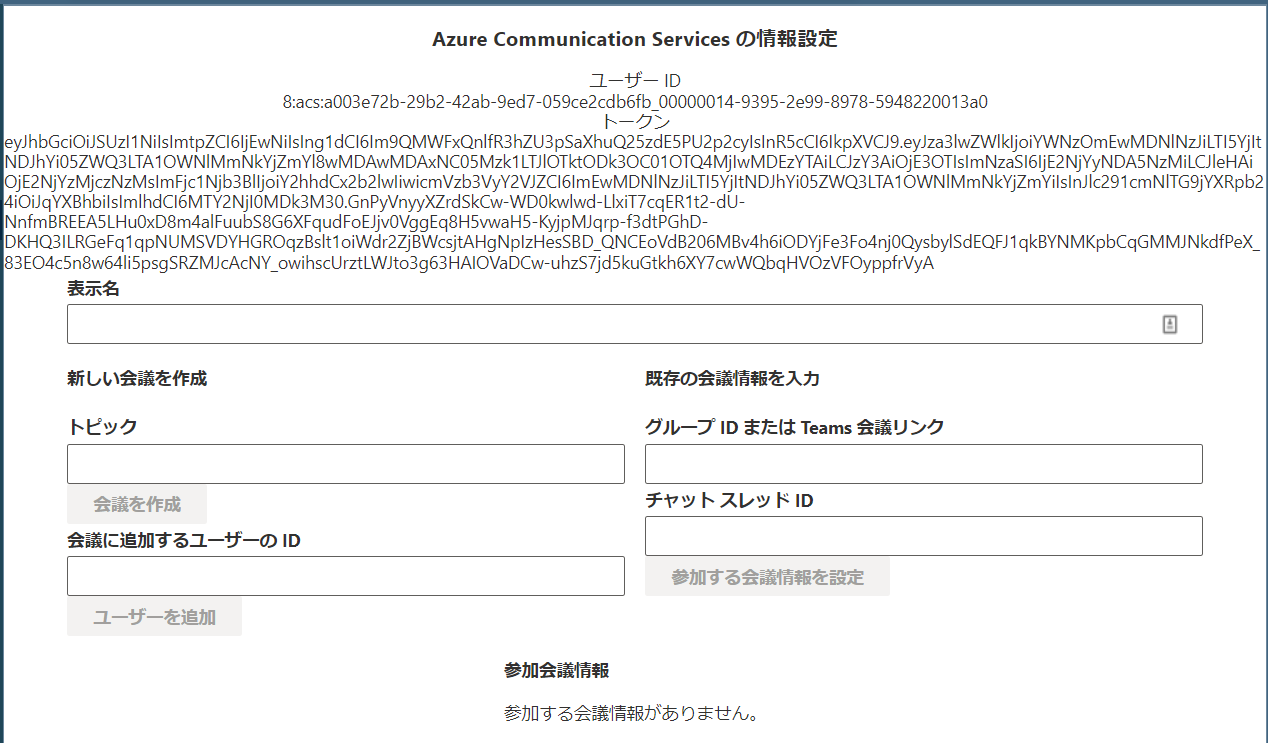 Azure Communication Services の情報設定
ユーザー ID
8:acs:a003e72b-29b2-42ab-9ed7-059ce2cdb6fb_00000014-9395-2e99-8978-5948220013a0
トークン
eyJhbGciOiJSUzI1NiIsImtpZCI6IjEwNiIsIng1dCI6Im9QMWFxQnlfR3hZU3pSaXhuQ25zdE5PU2p2cyIsInR5cCI6IkpXVCJ9.eyJza3lwZWlkIjoiYWNzOmEwMDNlNzJiLTI5YjIt
NDJhYi05ZWQ3LTA1OWNlMmNkYjZmYl8wMDAwMDAxNC05Mzk1LTJlOTktODk3OC01OTQ4MjIwMDEzYTAiLCJzY3AiOjE3OTIsImNzaSI6IjE2NjYyNDA5NzMiLCJleHAi
OjE2NjYzMjczNzMsImFjc1Njb3BlIjoiY2hhdCx2b2lwIiwicmVzb3VyY2VJZCI6ImEwMDNlNzJiLTI5YjItNDJhYi05ZWQ3LTA1OWNlMmNkYjZmYiIsInJlc291cmNlTG9jYXRpb2
4iOiJqYXBhbiIsImlhdCI6MTY2NjI0MDk3M30.GnPyVnyyXZrdSkCw-WD0kwlwd-LlxiT7cqER1t2-dU-
NnfmBREEA5LHu0xD8m4alFuubS8G6XFqudFoEJjv0VggEq8H5vwaH5-KyjpMJqrp-f3dtPGhD-
DKHQ3ILRGeFq1qpNUMSVDYHGROqzBslt1oiWdr2ZjBWcsjtAHgNpIzHesSBD_QNCEoVdB206MBv4h6iODYjFe3Fo4nj0QysbylSdEQFJ1qkBYNMKpbCqGMMJNkdfPeX_
83EO4c5n8w64li5psgSRZMJcAcNY_owihscUrztLWJto3g63HAIOVaDCw-uhzS7jd5kuGtkh6XY7cwWQbqHVOzVFOyppfrVyA
表示名
新しい会議を作成
既存の会議情報を入力
トピック
グループ ID または Teams 会議リンク
会議を作成
チャット スレッド ID
会議に追加するユーザーの ID
参加する会議情報を設定
ユーザーを追加
参加会議情報
参加する会議情報がありません。